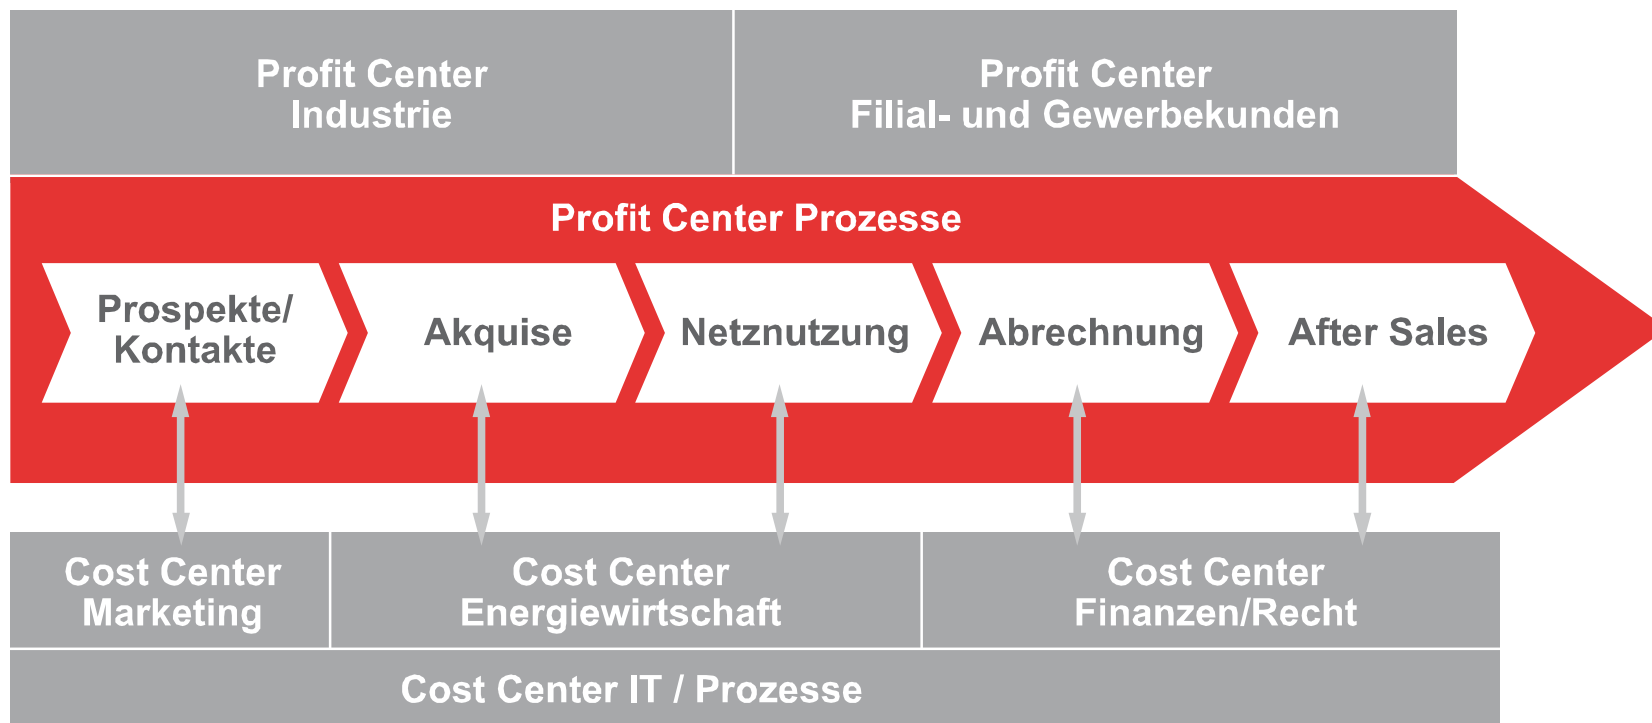 Profit Center
Industrie
Profit Center
Filial- und Gewerbekunden
Profit Center Prozesse
Prospekte/
Kontakte
Akquise
Netznutzung
Abrechnung
After Sales
Cost Center
Marketing
Cost Center
Energiewirtschaft
Cost Center
Finanzen/Recht
Cost Center IT / Prozesse